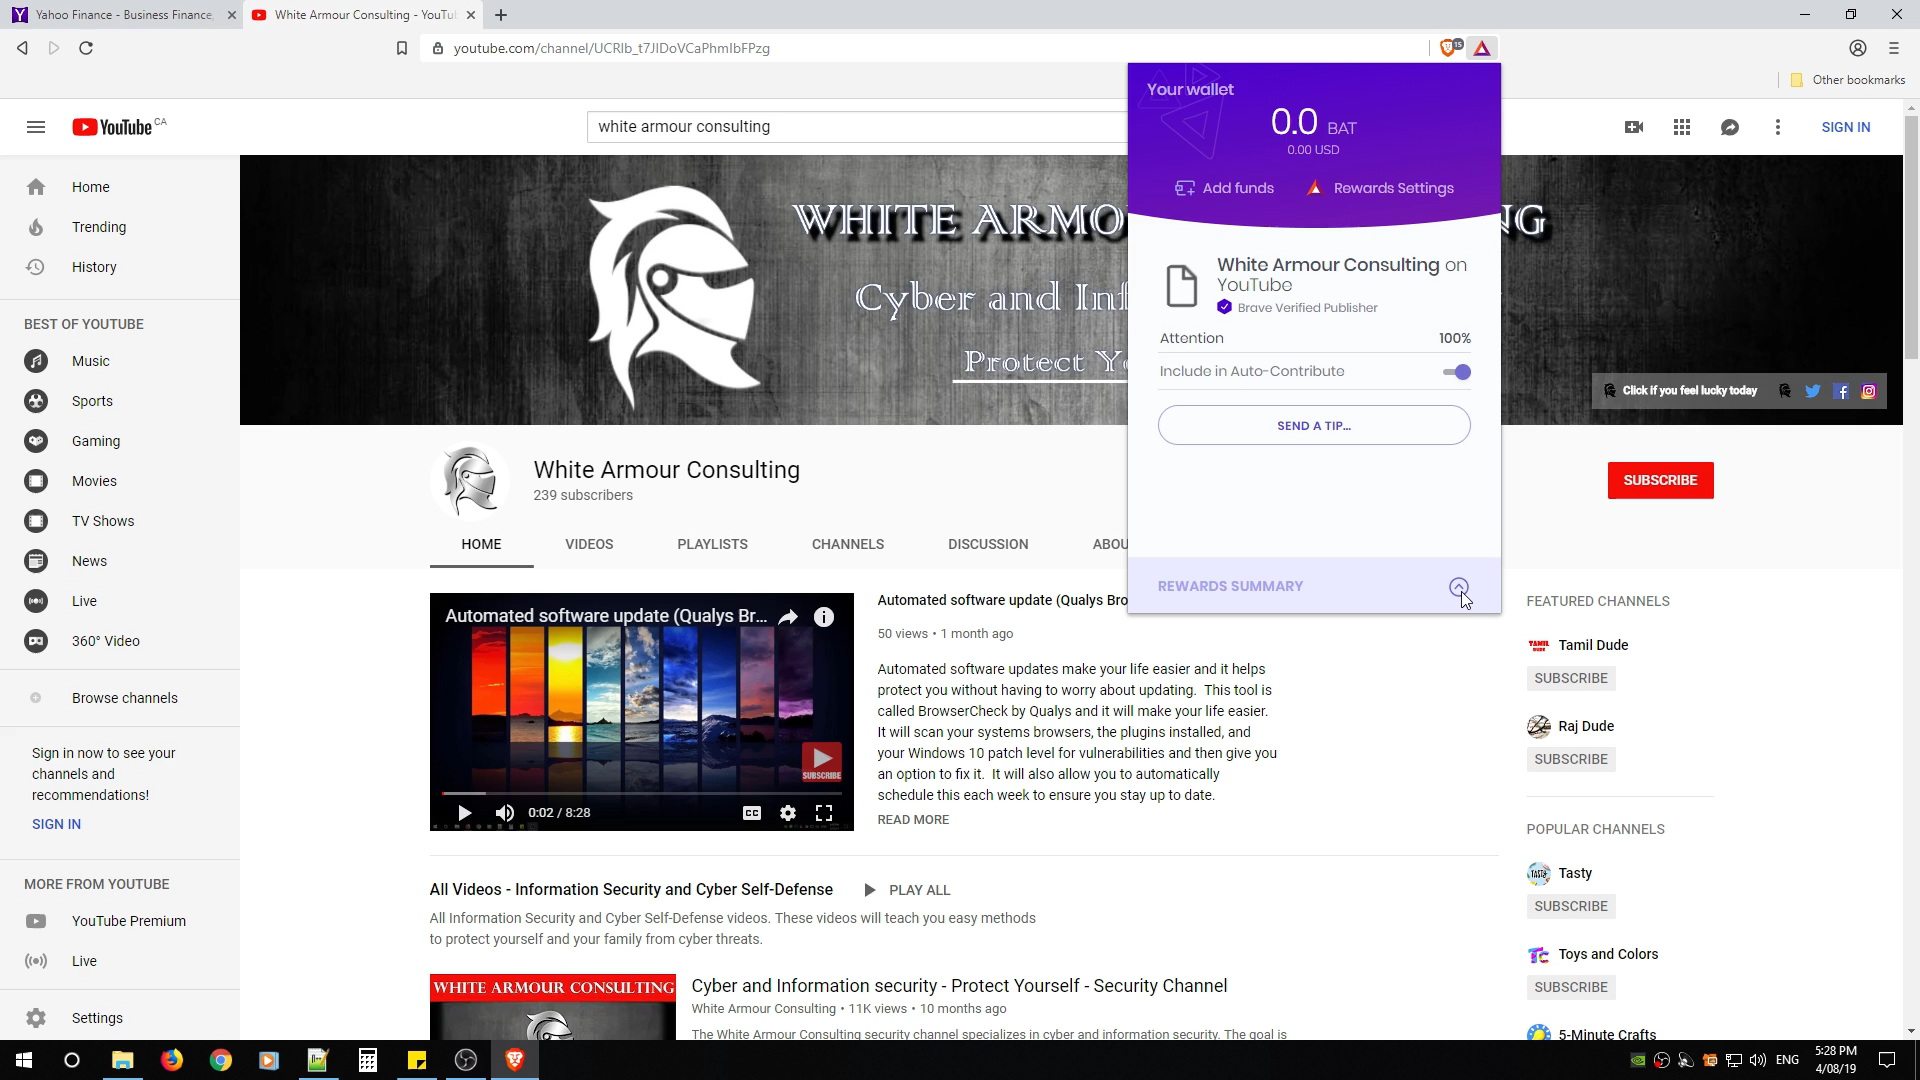 Yahoo Finance - Business Finance,
White Armour Consulting - YouTu
youtube.com/channel/UCRlb_t7JIDoVCaPhmIbFPzg
15
Other bookmarks
YouTube CA
white armour consulting
SIGN IN
Home
Trending
History
BEST OF YOUTUBE
Music
Sports
Gaming
Movies
TV Shows
News
Live
360° Video
Browse channels
Sign in now to see your
channels and
recommendations!
SIGN IN
MORE FROM YOUTUBE
YouTube Premium
Live
Settings
WHITE ARMO
NG
Cyber and Inf
Protect Yo
Click if you feel lucky today
Your wallet
0.0 BAT
0.00 USD
Add funds
Rewards Settings
White Armour Consulting on
YouTube
Brave Verified Publisher
Attention 100%
Include in Auto-Contribute
SEND A TIP...
REWARDS SUMMARY
White Armour Consulting
239 subscribers
SUBSCRIBE
HOME VIDEOS PLAYLISTS CHANNELS DISCUSSION ABOU
Automated software update (Qualys Br...
SUBSCRIBE
0:02 / 8:28
CC
Automated software update (Qualys Bro
50 views • 1 month ago
Automated software updates make your life easier and it helps
protect you without having to worry about updating. This tool is
called BrowserCheck by Qualys and it will make your life easier.
It will scan your systems browsers, the plugins installed, and
your Windows 10 patch level for vulnerabilities and then give you
an option to fix it. It will also allow you to automatically
schedule this each week to ensure you stay up to date.
READ MORE
All Videos - Information Security and Cyber Self-Defense
PLAY ALL
All Information Security and Cyber Self-Defense videos. These videos will teach you easy methods
to protect yourself and your family from cyber threats.
WHITE ARMOUR CONSULTING
Cyber and Information security - Protect Yourself - Security Channel
White Armour Consulting • 11K views • 10 months ago
The White Armour Consulting security channel specializes in cyber and information security. The goal is
FEATURED CHANNELS
TAMIL DUDE
Tamil Dude
SUBSCRIBE
Raj Dude
SUBSCRIBE
POPULAR CHANNELS
TASTY
Tasty
SUBSCRIBE
Tc
Toys and Colors
SUBSCRIBE
5-Minute Crafts
ENG
5:28 PM
4/08/19